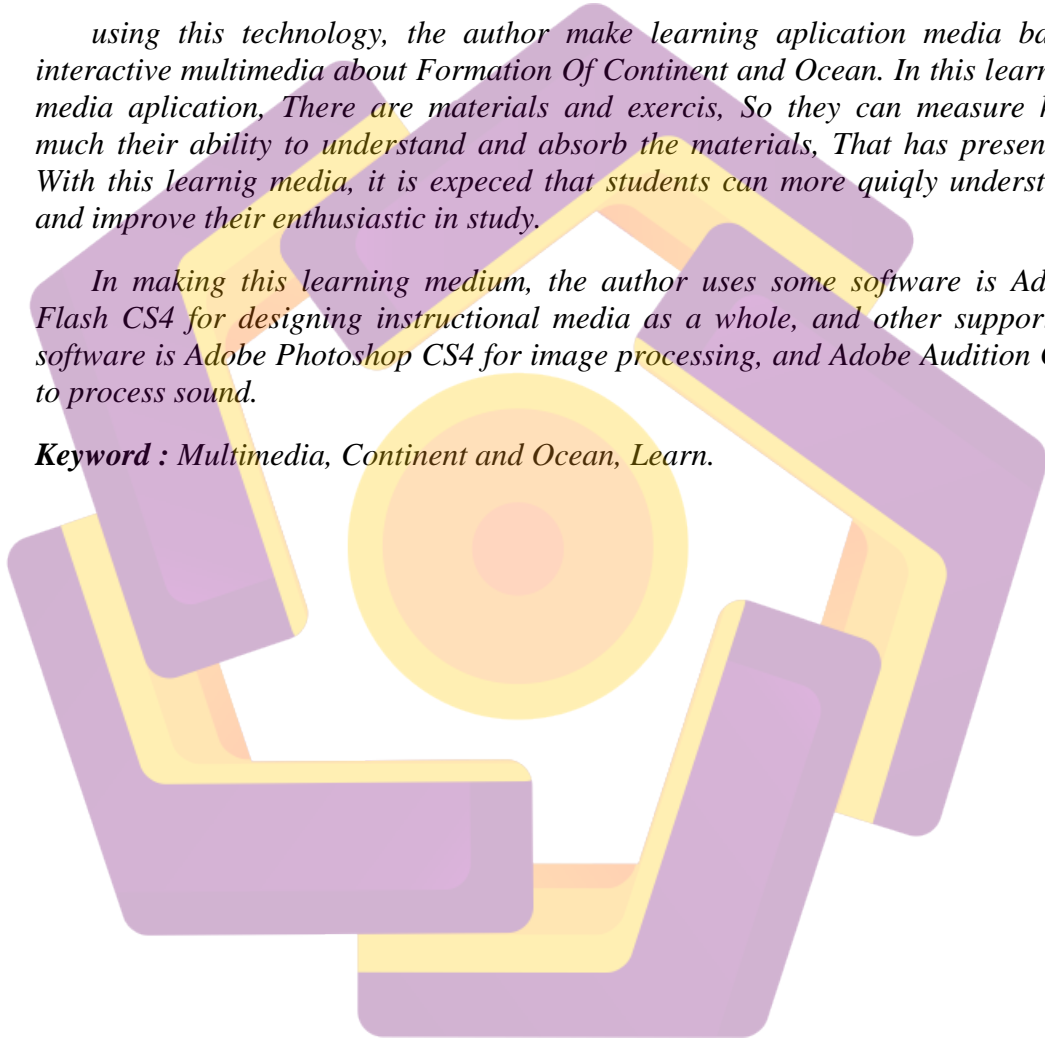 using this technology, the author make learning aplication media ba
interactive multimedia about Formation Of Continent and Ocean. In this learn
media aplication, There are materials and exercis, So they can measure h
much their ability to understand and absorb the materials, That has presen
With this learnig media, it is expeced that students can more quiqly underst
and improve their enthusiastic in study.
In making this learning medium, the author uses some software is Ad
Flash CS4 for designing instructional media as a whole, and other suppor
software is Adobe Photoshop CS4 for image processing, and Adobe Audition
to process sound.
Keyword : Multimedia, Continent and Ocean, Learn.